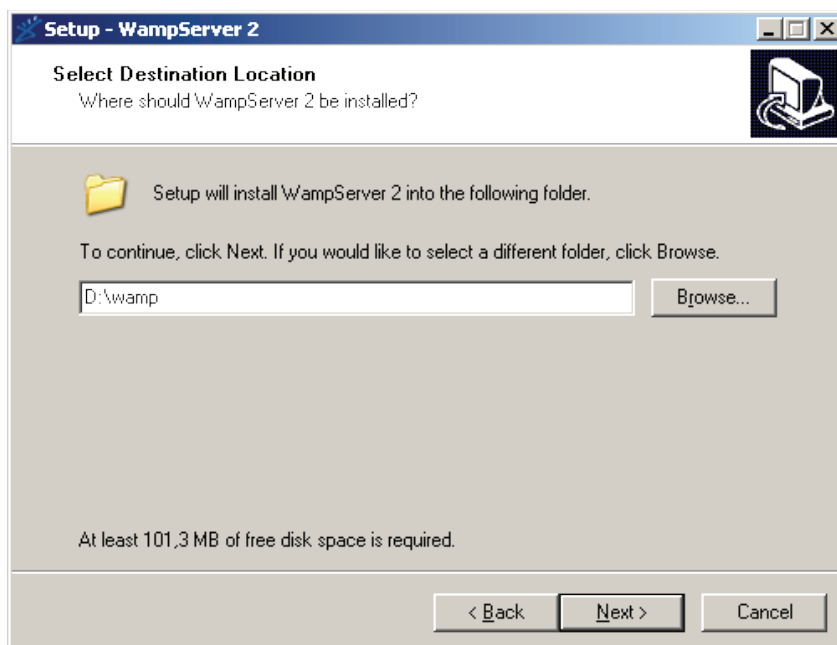 Setup - WampServer 2
Select Destination Location
Where should WampServer 2 be installed?
Setup will install WampServer 2 into the following folder.
To continue, click Next. If you would like to select a different folder, click Browse.
D:\wamp
Browse...
At least 101,3 MB of free disk space is required.
< Back
Next >
Cancel